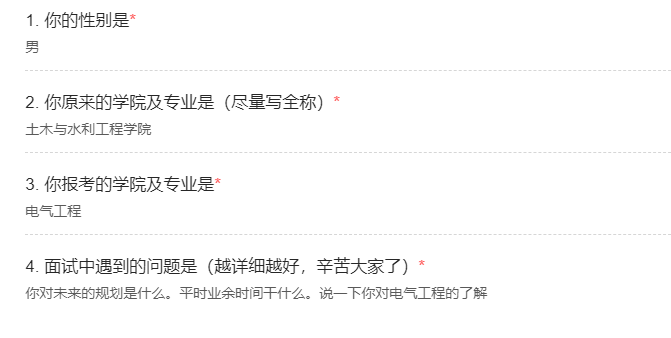 1. 你的性别是*
男
2. 你原来的学院及专业是（尽量写全称）*
土木与水利工程学院
3. 你报考的学院及专业是*
电气工程
4. 面试中遇到的问题是（越详细越好，辛苦大家了）*
你对未来的规划是什么。平时业余时间干什么。说一下你对电气工程的了解